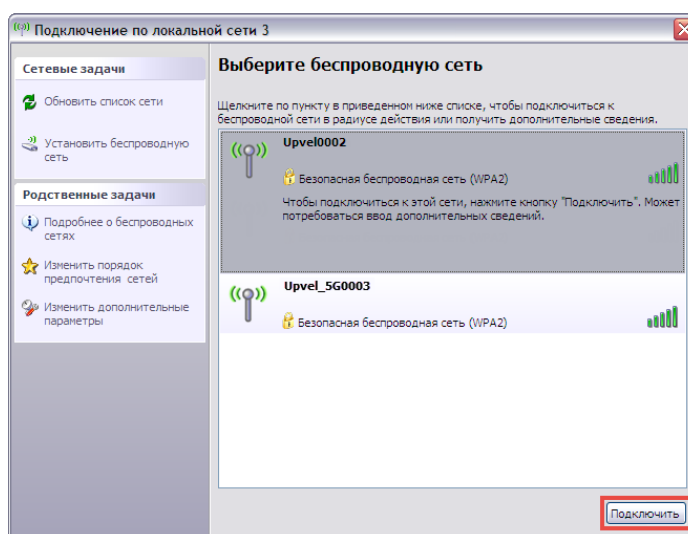 Подключение по локальной сети 3
Сетевые задачи
Обновить список сети
Установить беспроводную
сеть
Родственные задачи
Подробнее о беспроводных
сетях
Изменить порядок
предпочтения сетей
Изменить дополнительные
параметры
Выберите беспроводную сеть
Щелкните по пункту в приведенном ниже списке, чтобы подключиться к
беспроводной сети в радиусе действия или получить дополнительные сведения.
Upvel0002
Безопасная беспроводная сеть (WPA2)
Чтобы подключиться к этой сети, нажмите кнопку "Подключить". Может
потребоваться ввод дополнительных сведений.
Upvel_5G0003
Безопасная беспроводная сеть (WPA2)
Подключить